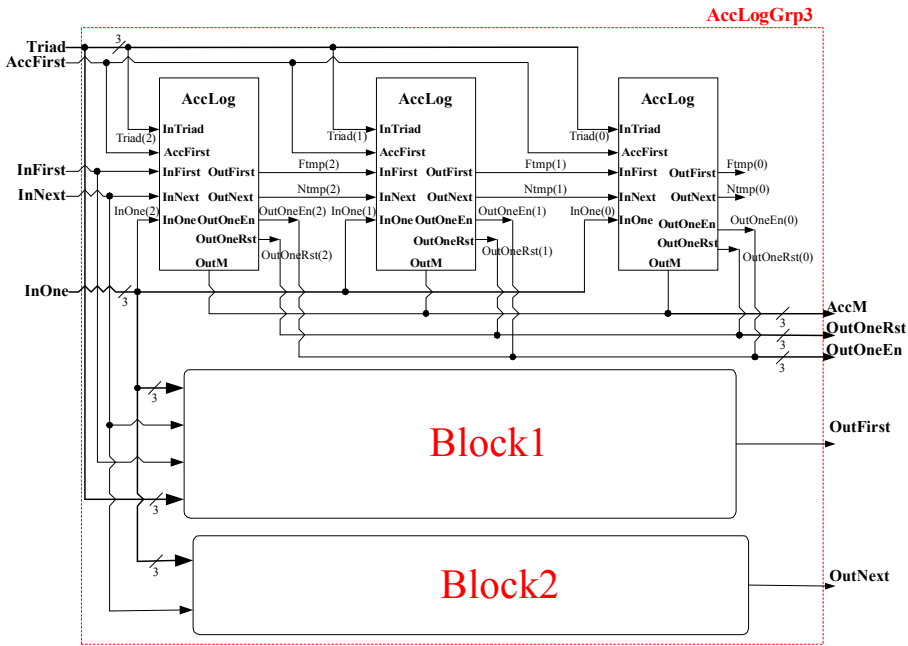 AccLogGrp3
Triad
3
AccFirst
AccLog
AccLog
AccLog
InTriad
Triad(2)
AccFirst
InFirst
OutFirst
InNext
OutNext
InOne
OutOneEn
OutOneRst
OutM
InTriad
Triad(1)
AccFirst
InFirst
OutFirst
InNext
OutNext
InOne
OutOneEn
OutOneRst
OutM
InTriad
Triad(0)
AccFirst
InFirst
OutFirst
InNext
OutNext
InOne
OutOneEn
OutOneRst
OutM
Ftmp(2)
Ntmp(2)
OutOneEn(2)
OutOneRst(2)
Ftmp(1)
Ntmp(1)
OutOneEn(1)
OutOneRst(1)
Ftmp(0)
Ntmp(0)
OutOneEn(0)
OutOneRst(0)
InFirst
InNext
InOne(2)
InOne(1)
InOne(0)
InOne
3
AccM
3
OutOneRst
3
OutOneEn
3
3
Block1
OutFirst
3
3
Block2
OutNext